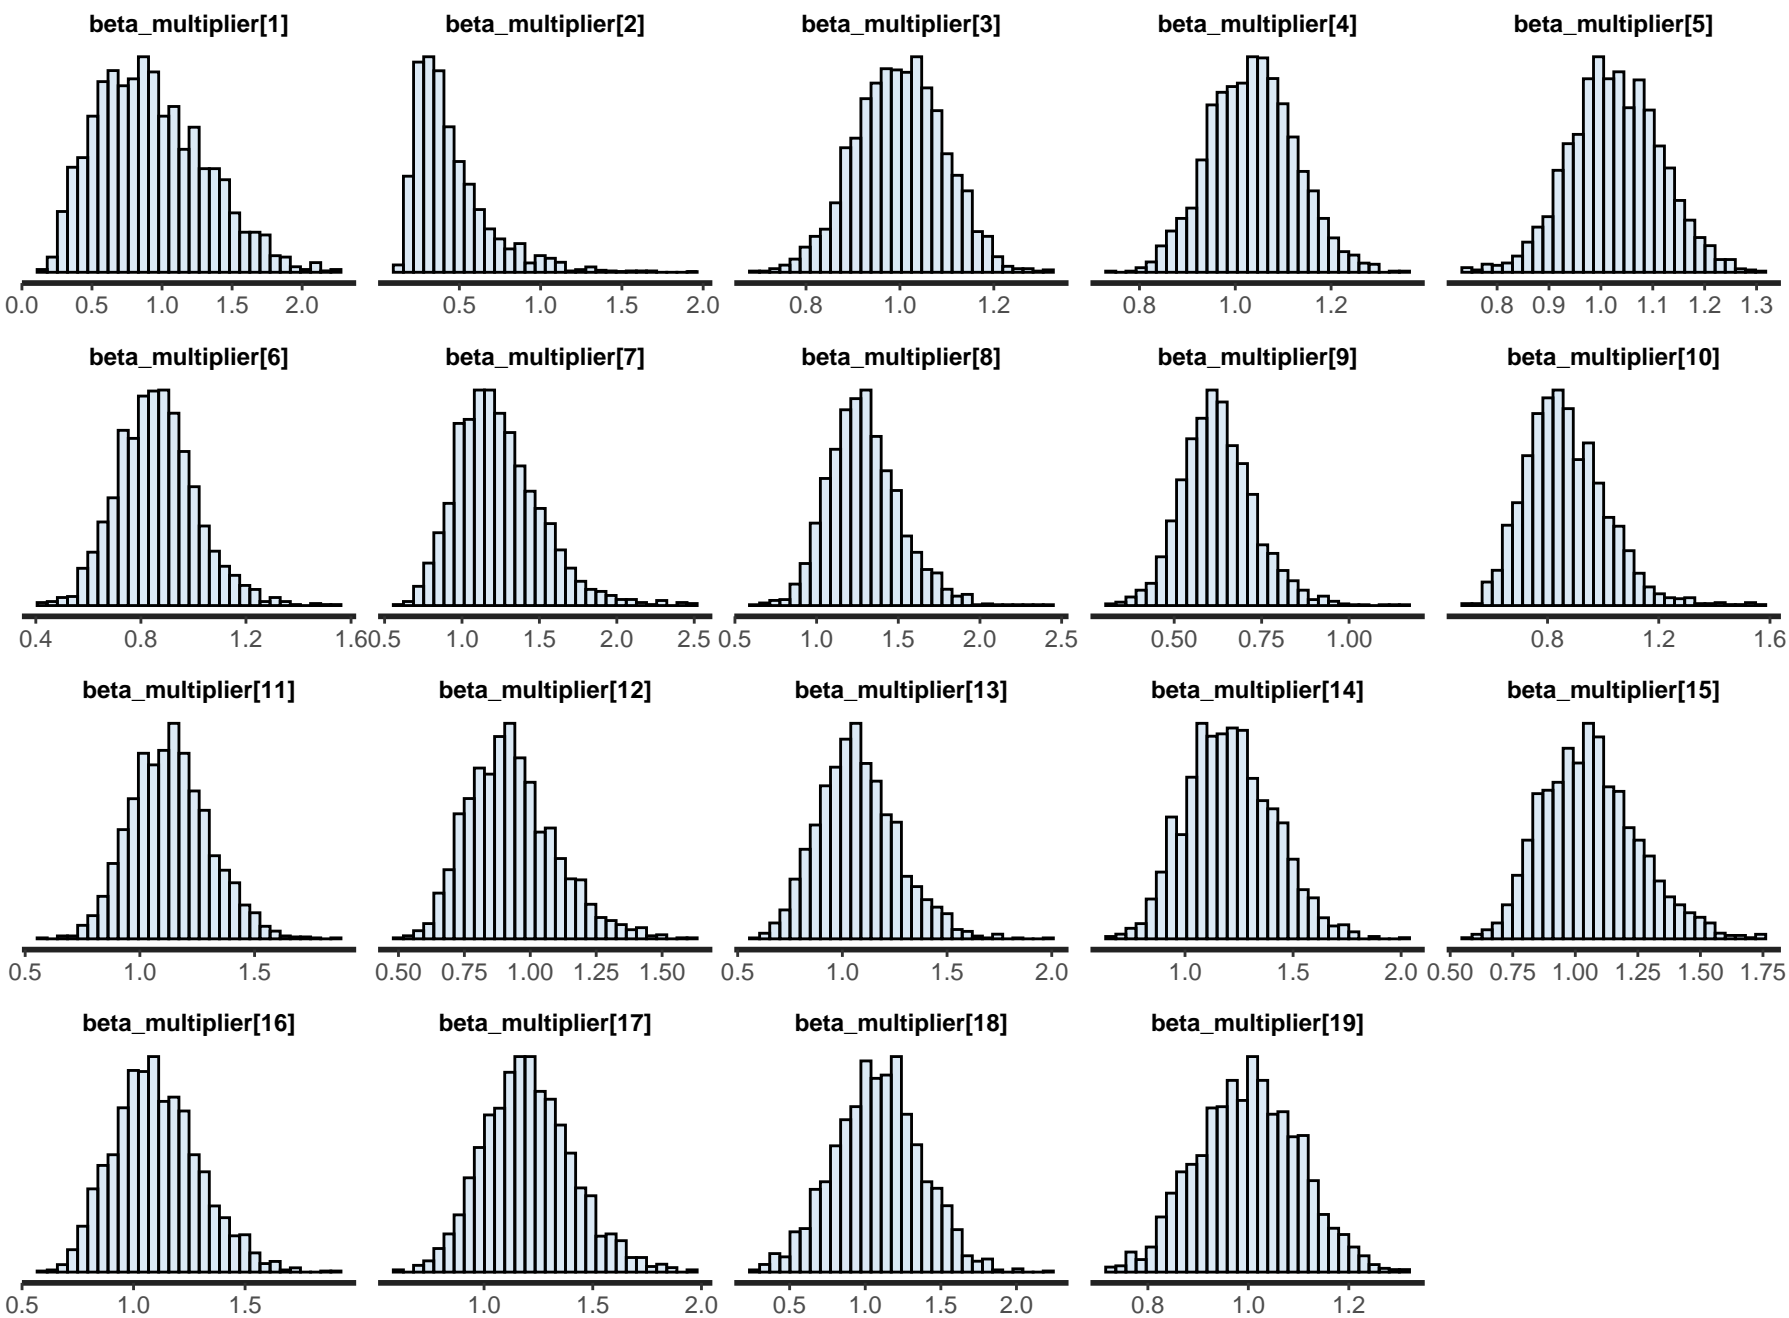 beta_multiplier[1] beta_multiplier[2] beta_multiplier[3] beta_multiplier[4] beta_multiplier[5]
0.0 0.5 1.0 1.5 2.0 0.5 1.0 1.5 2.0 0.8 1.0 1.2 0.8 1.0 1.2 0.8 0.9 1.0 1.1 1.2 1.3
beta_multiplier[6] beta_multiplier[7] beta_multiplier[8] beta_multiplier[9] beta_multiplier[10]
0.4 0.8 1.2 1.6 0.5 1.0 1.5 2.0 2.5 0.5 1.0 1.5 2.0 2.5 0.50 0.75 1.00 0.8 1.2 1.6
beta_multiplier[11] beta_multiplier[12] beta_multiplier[13] beta_multiplier[14] beta_multiplier[15]
0.5 1.0 1.5 0.50 0.75 1.00 1.25 1.50 0.5 1.0 1.5 2.0 1.0 1.5 2.0 0.50 0.75 1.00 1.25 1.50 1.75
beta_multiplier[16] beta_multiplier[17] beta_multiplier[18] beta_multiplier[19]
0.5 1.0 1.5 1.0 1.5 2.0 0.5 1.0 1.5 2.0 0.8 1.0 1.2